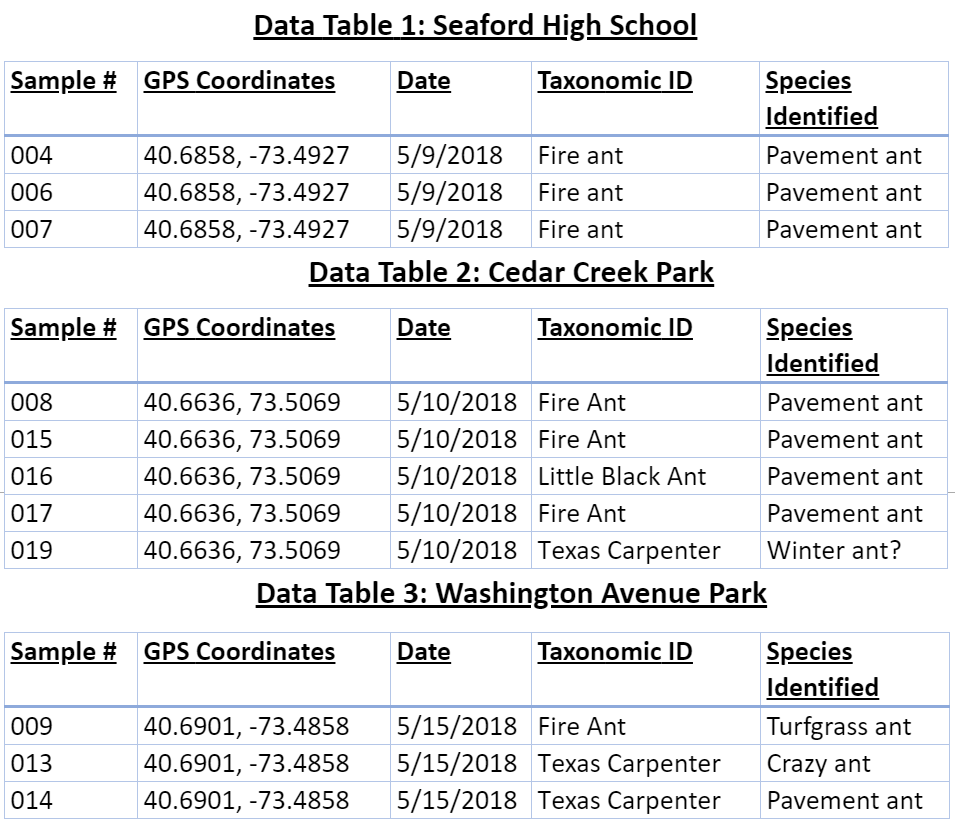 Data Table 1: Seaford High School
Sample # GPS Coordinates Date Taxonomic ID Species
Identified
004 40.6858, -73.4927 5/9/2018 Fire ant Pavement ant
006 40.6858, -73.4927 5/9/2018 Fire ant Pavement ant
007 40.6858, -73.4927 5/9/2018 Fire ant Pavement ant
Data Table 2: Cedar Creek Park
Sample # GPS Coordinates Date Taxonomic ID Species
Identified
008 40.6636, 73.5069 5/10/2018 Fire Ant Pavement ant
015 40.6636, 73.5069 5/10/2018 Fire Ant Pavement ant
016 40.6636, 73.5069 5/10/2018 Little Black Ant Pavement ant
017 40.6636, 73.5069 5/10/2018 Fire Ant Pavement ant
019 40.6636, 73.5069 5/10/2018 Texas Carpenter Winter ant?
Data Table 3: Washington Avenue Park
Sample # GPS Coordinates Date Taxonomic ID Species
Identified
009 40.6901, -73.4858 5/15/2018 Fire Ant Turfgrass ant
013 40.6901, -73.4858 5/15/2018 Texas Carpenter Crazy ant
014 40.6901, -73.4858 5/15/2018 Texas Carpenter Pavement ant